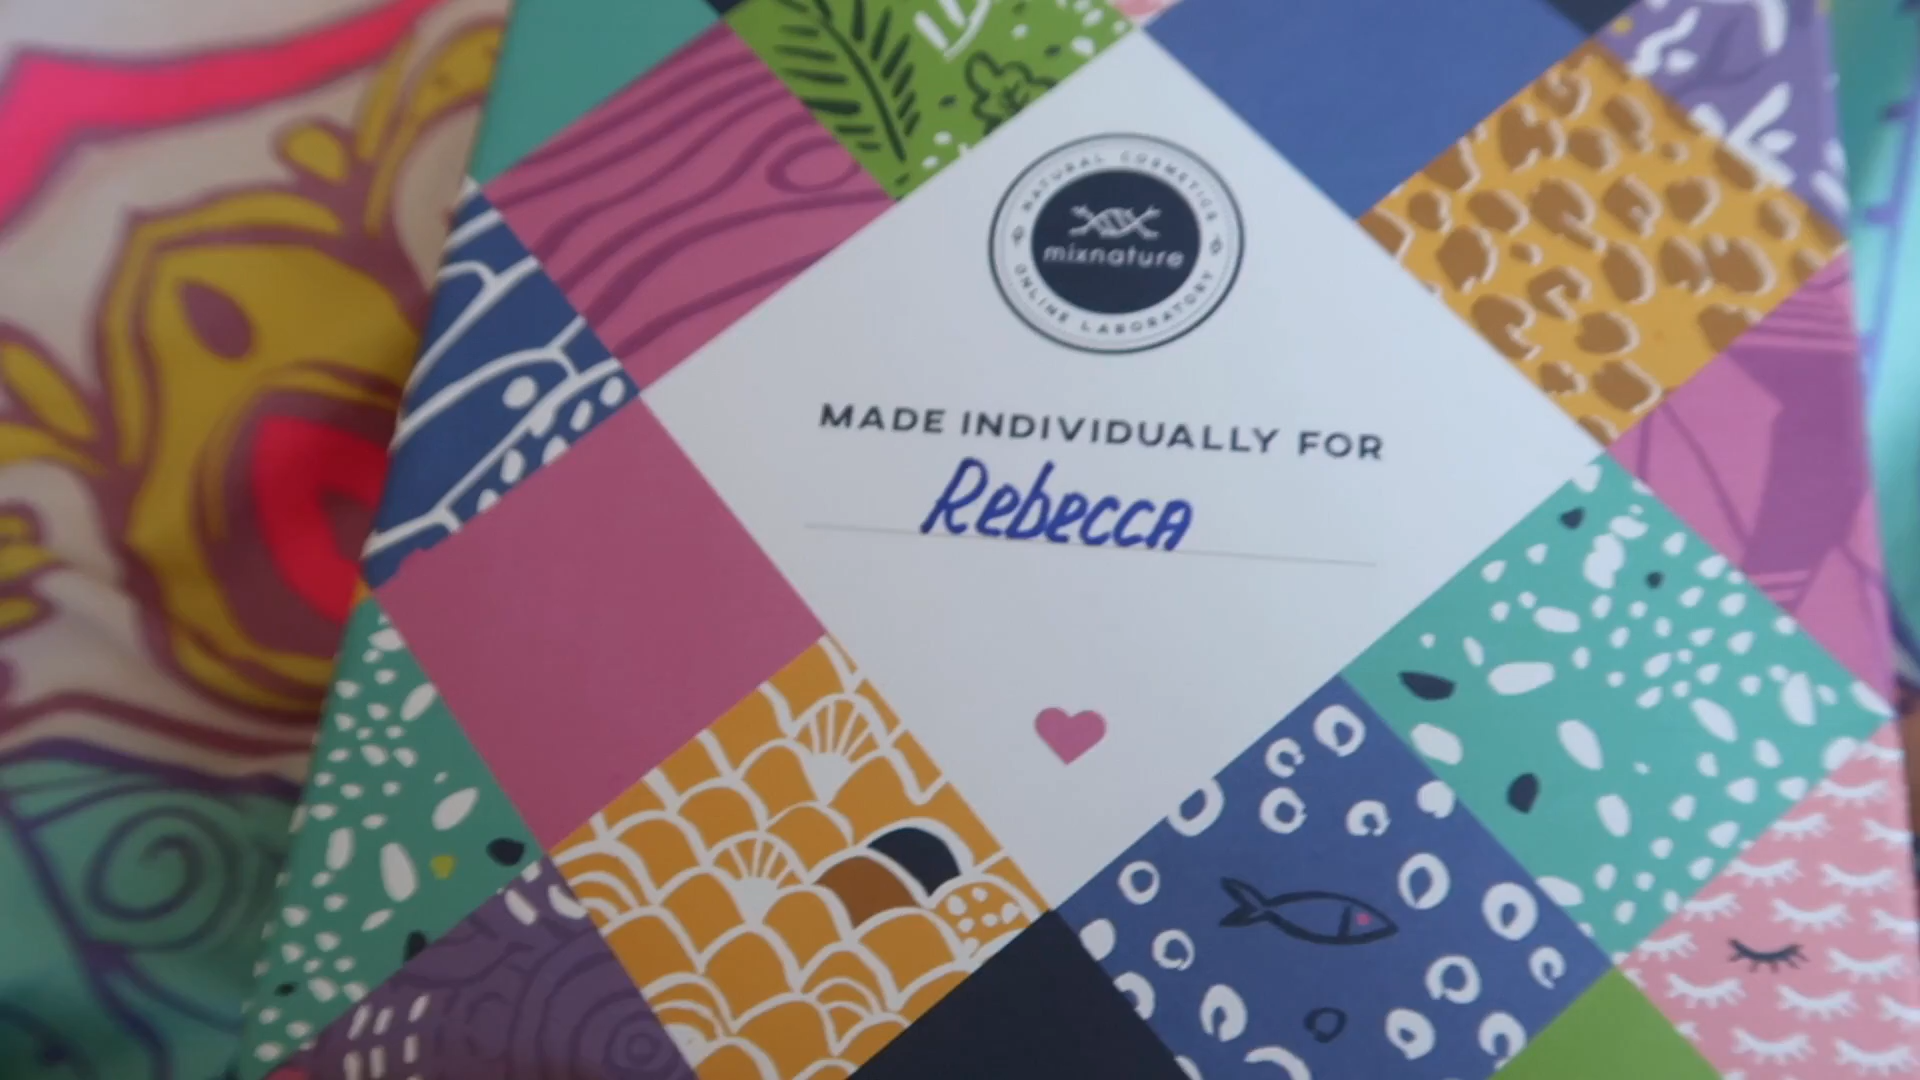 NATURAL COSMETICS
mixnature
ONLINE LABORATORY
MADE INDIVIDUALLY FOR
Rebecca